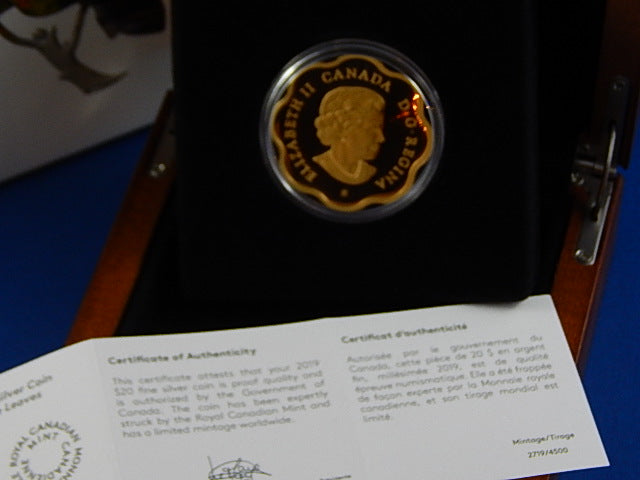 ELIZABETH II CANADA D·G·REGINA
Silver Coin
Leaves
ROYAL CANADIAN MINT
Certificate of Authenticity
This certificate attests that your 2019
$20 fine silver coin is proof quality and
is authorized by the Government of
Canada. The coin has been expertly
struck by the Royal Canadian Mint and
has a limited mintage worldwide.
Certificat d'authenticité
Autorisée par le gouvernement du
Canada, cette pièce de 20 $ en argent
fin, millésimée 2019, est de qualité
épreuve numismatique. Elle a été frappée
de façon experte par la Monnaie royale
canadienne, et son tirage mondial est
limité.
Mintage/Tirage
2719/4500